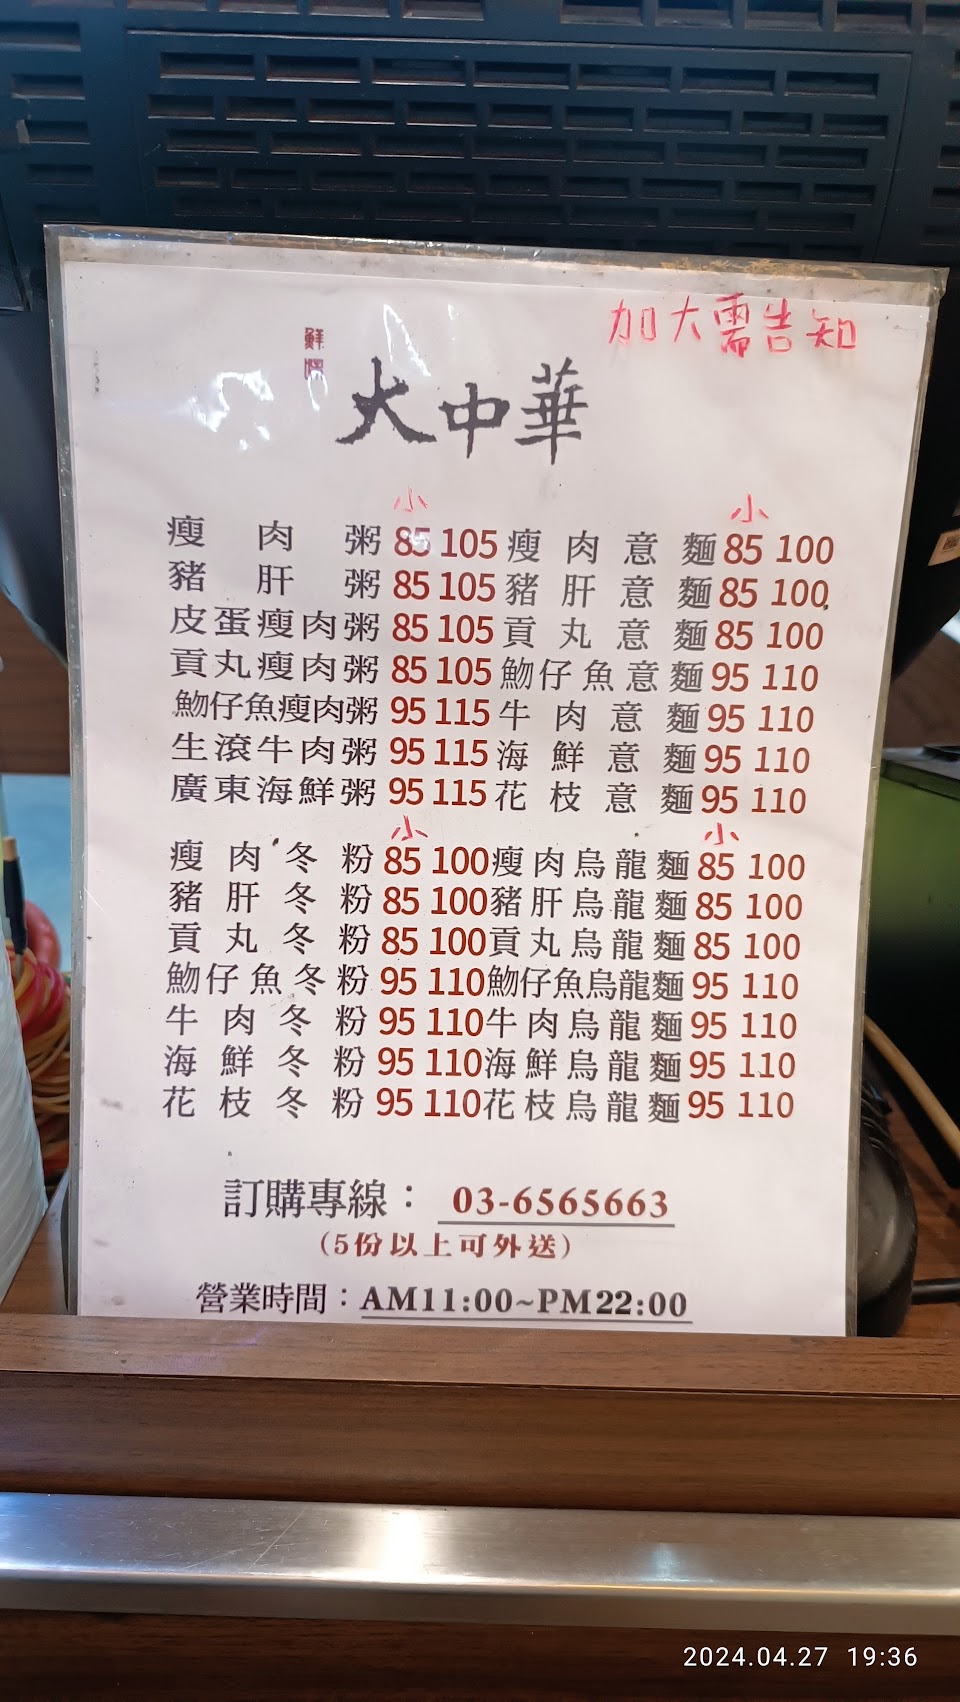 加大需告知
鮮
大中華
小
瘦肉粥 85 105
豬肝粥 85 105
皮蛋瘦肉粥 85 105
貢丸瘦肉粥 85 105
魩仔魚瘦肉粥 95 115
生滾牛肉粥 95 115
廣東海鮮粥 95 115
小
瘦肉意麵 85 100
豬肝意麵 85 100
貢丸意麵 85 100
魩仔魚意麵 95 110
牛肉意麵 95 110
海鮮意麵 95 110
花枝意麵 95 110
小
瘦肉冬粉 85 100
豬肝冬粉 85 100
貢丸冬粉 85 100
魩仔魚冬粉 95 110
牛肉冬粉 95 110
海鮮冬粉 95 110
花枝冬粉 95 110
小
瘦肉烏龍麵 85 100
豬肝烏龍麵 85 100
貢丸烏龍麵 85 100
魩仔魚烏龍麵 95 110
牛肉烏龍麵 95 110
海鮮烏龍麵 95 110
花枝烏龍麵 95 110
訂購專線：03-6565663
(5份以上可外送)
營業時間：AM11:00~PM22:00
2024.04.27 19:36